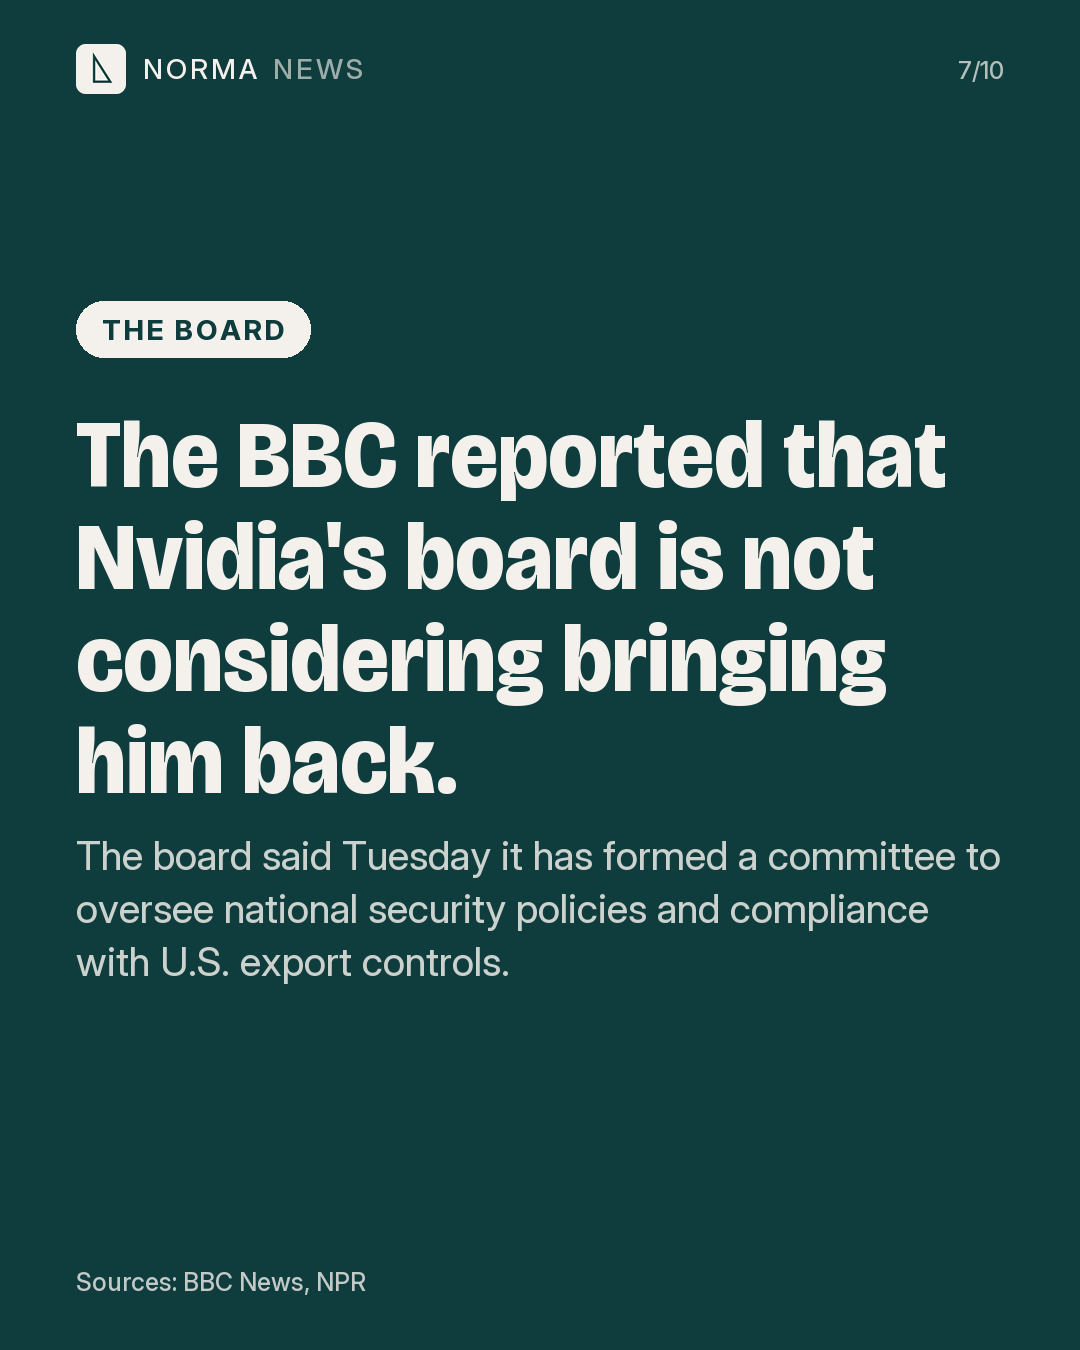 NORMA NEWS
7/10
THE BOARD
The BBC reported that
Nvidia's board is not
considering bringing
him back.
The board said Tuesday it has formed a committee to
oversee national security policies and compliance
with U.S. export controls.
Sources: BBC News, NPR